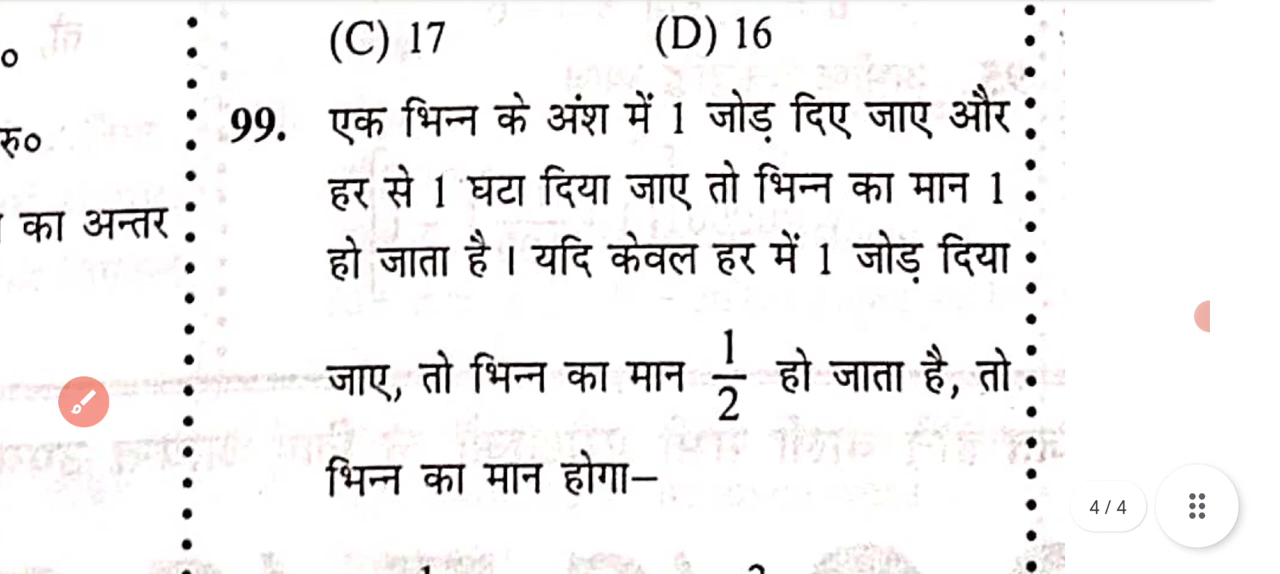 (C) 17 (D) 16
०
रु०
का अन्तर
99. एक भिन्न के अंश में 1 जोड़ दिए जाए और
हर से 1 घटा दिया जाए तो भिन्न का मान 1
हो जाता है। यदि केवल हर में 1 जोड़ दिया
जाए, तो भिन्न का मान 1/2 हो जाता है, तो
भिन्न का मान होगा–
4 / 4